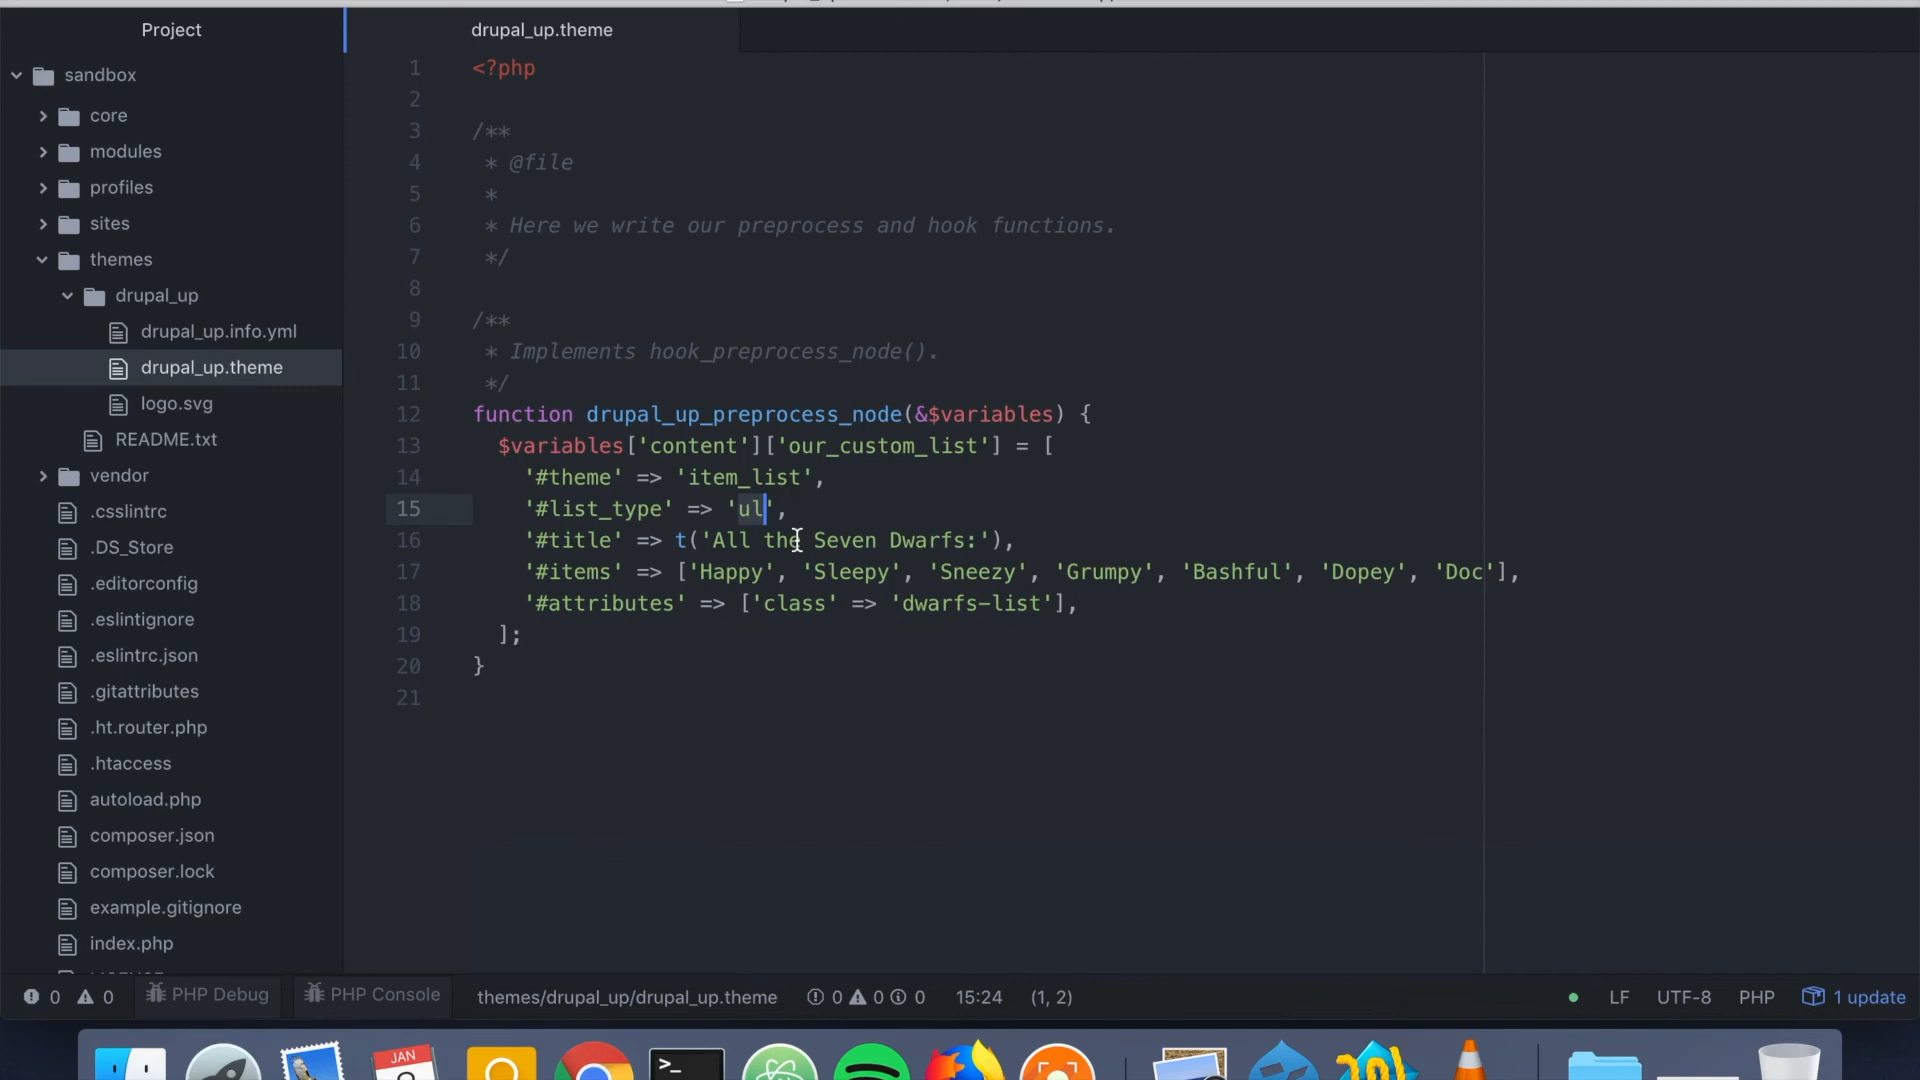 Project
drupal_up.theme
sandbox
core
modules
profiles
sites
themes
drupal_up
drupal_up.info.yml
drupal_up.theme
logo.svg
README.txt
vendor
.csslintrc
.DS_Store
.editorconfig
.eslintignore
.eslintrc.json
.gitattributes
.ht.router.php
.htaccess
autoload.php
composer.json
composer.lock
example.gitignore
index.php
1 <?php
2
3 /**
4 * @file
5 *
6 * Here we write our preprocess and hook functions.
7 */
8
9 /**
10 * Implements hook_preprocess_node().
11 */
12 function drupal_up_preprocess_node(&$variables) {
13 $variables['content']['our_custom_list'] = [
14 '#theme' => 'item_list',
15 '#list_type' => 'ul',
16 '#title' => t('All the Seven Dwarfs:'),
17 '#items' => ['Happy', 'Sleepy', 'Sneezy', 'Grumpy', 'Bashful', 'Dopey', 'Doc'],
18 '#attributes' => ['class' => 'dwarfs-list'],
19 ];
20 }
21
0 0 PHP Debug PHP Console themes/drupal_up/drupal_up.theme 0 0 0 15:24 (1, 2) LF UTF-8 PHP 1 update
JAN
>_